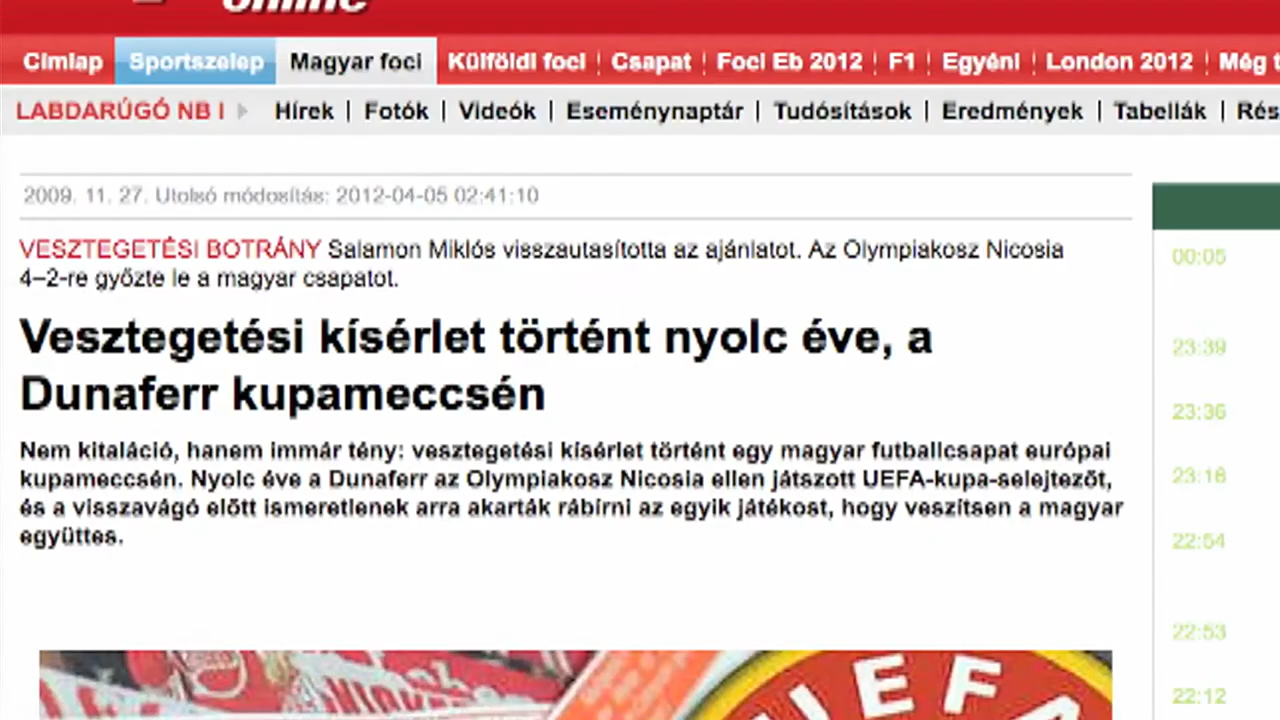 online
Címlap Sportszelep Magyar foci Külföldi foci Csapat Foci Eb 2012 F1 Egyéni London 2012 Még
LABDARÚGÓ NB I Hírek Fotók Videók Eseménynaptár Tudósítások Eredmények Tabellák
2009. 11. 27. Utolsó módosítás: 2012-04-05 02:41:10
VESZTEGETÉSI BOTRÁNY Salamon Miklós visszautasította az ajánlatot. Az Olympiakosz Nicosia
4–2-re győzte le a magyar csapatot.
Vesztegetési kísérlet történt nyolc éve, a
Dunaferr kupameccsén
Nem kitaláció, hanem immár tény: vesztegetési kísérlet történt egy magyar futballcsapat európai
kupameccsén. Nyolc éve a Dunaferr az Olympiakosz Nicosia ellen játszott UEFA-kupa-selejtezőt,
és a visszavágó előtt ismeretlenek arra akarták rábírni az egyik játékost, hogy veszítsen a magyar
együttes.
UEFA
00:05
23:39
23:36
23:16
22:54
22:53
22:12